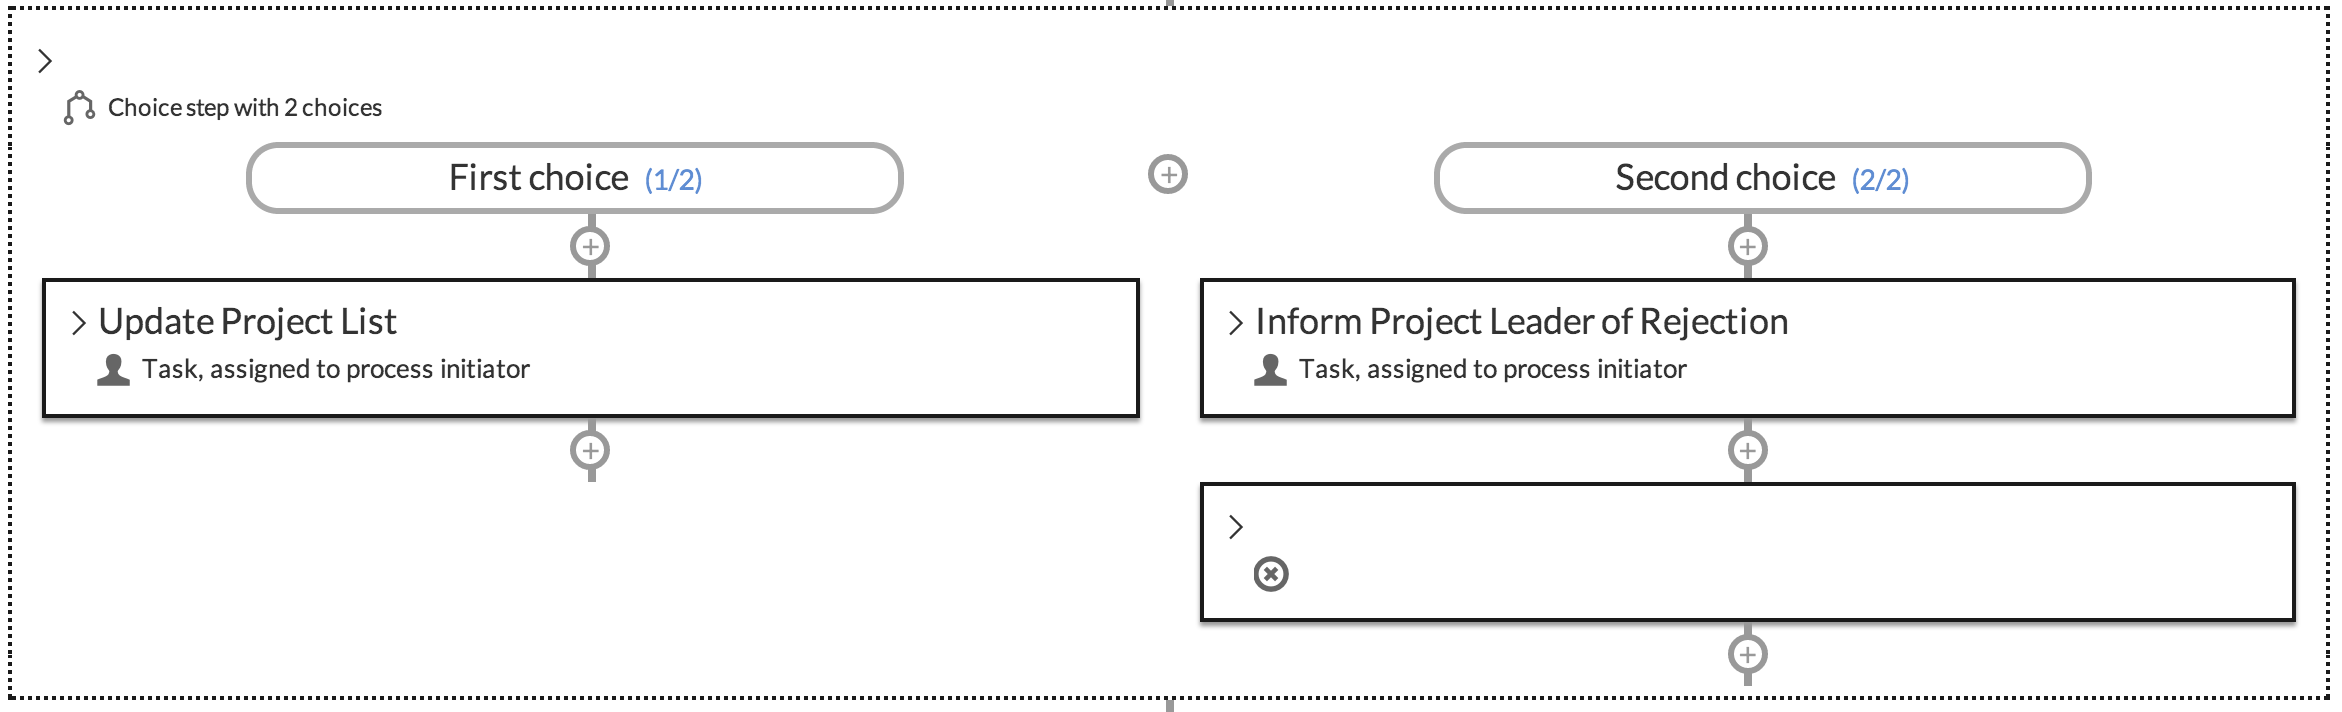 Choice step with 2 choices
First choice (1/2)
Second choice (2/2)
Update Project List
Task, assigned to process initiator
Inform Project Leader of Rejection
Task, assigned to process initiator